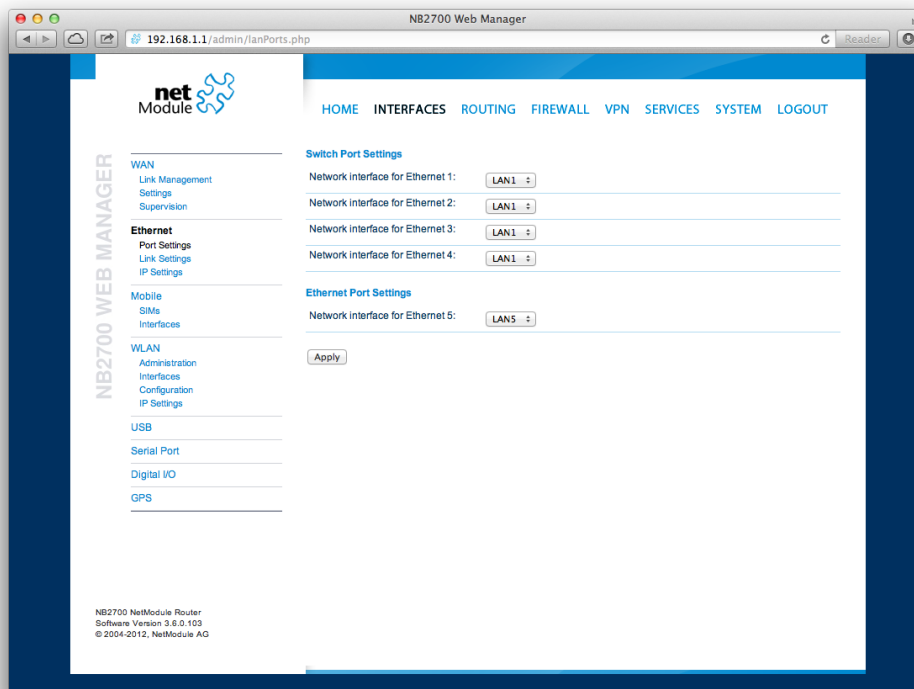 NB2700 Web Manager
192.168.1.1/admin/lanPorts.php
Reader
net
Module
HOME INTERFACES ROUTING FIREWALL VPN SERVICES SYSTEM LOGOUT
NB2700 WEB MANAGER
WAN
Link Management
Settings
Supervision
Ethernet
Port Settings
Link Settings
IP Settings
Mobile
SIMs
Interfaces
WLAN
Administration
Interfaces
Configuration
IP Settings
USB
Serial Port
Digital I/O
GPS
Switch Port Settings
Network interface for Ethernet 1: LAN1
Network interface for Ethernet 2: LAN1
Network interface for Ethernet 3: LAN1
Network interface for Ethernet 4: LAN1
Ethernet Port Settings
Network interface for Ethernet 5: LAN5
Apply
NB2700 NetModule Router
Software Version 3.6.0.103
© 2004-2012, NetModule AG